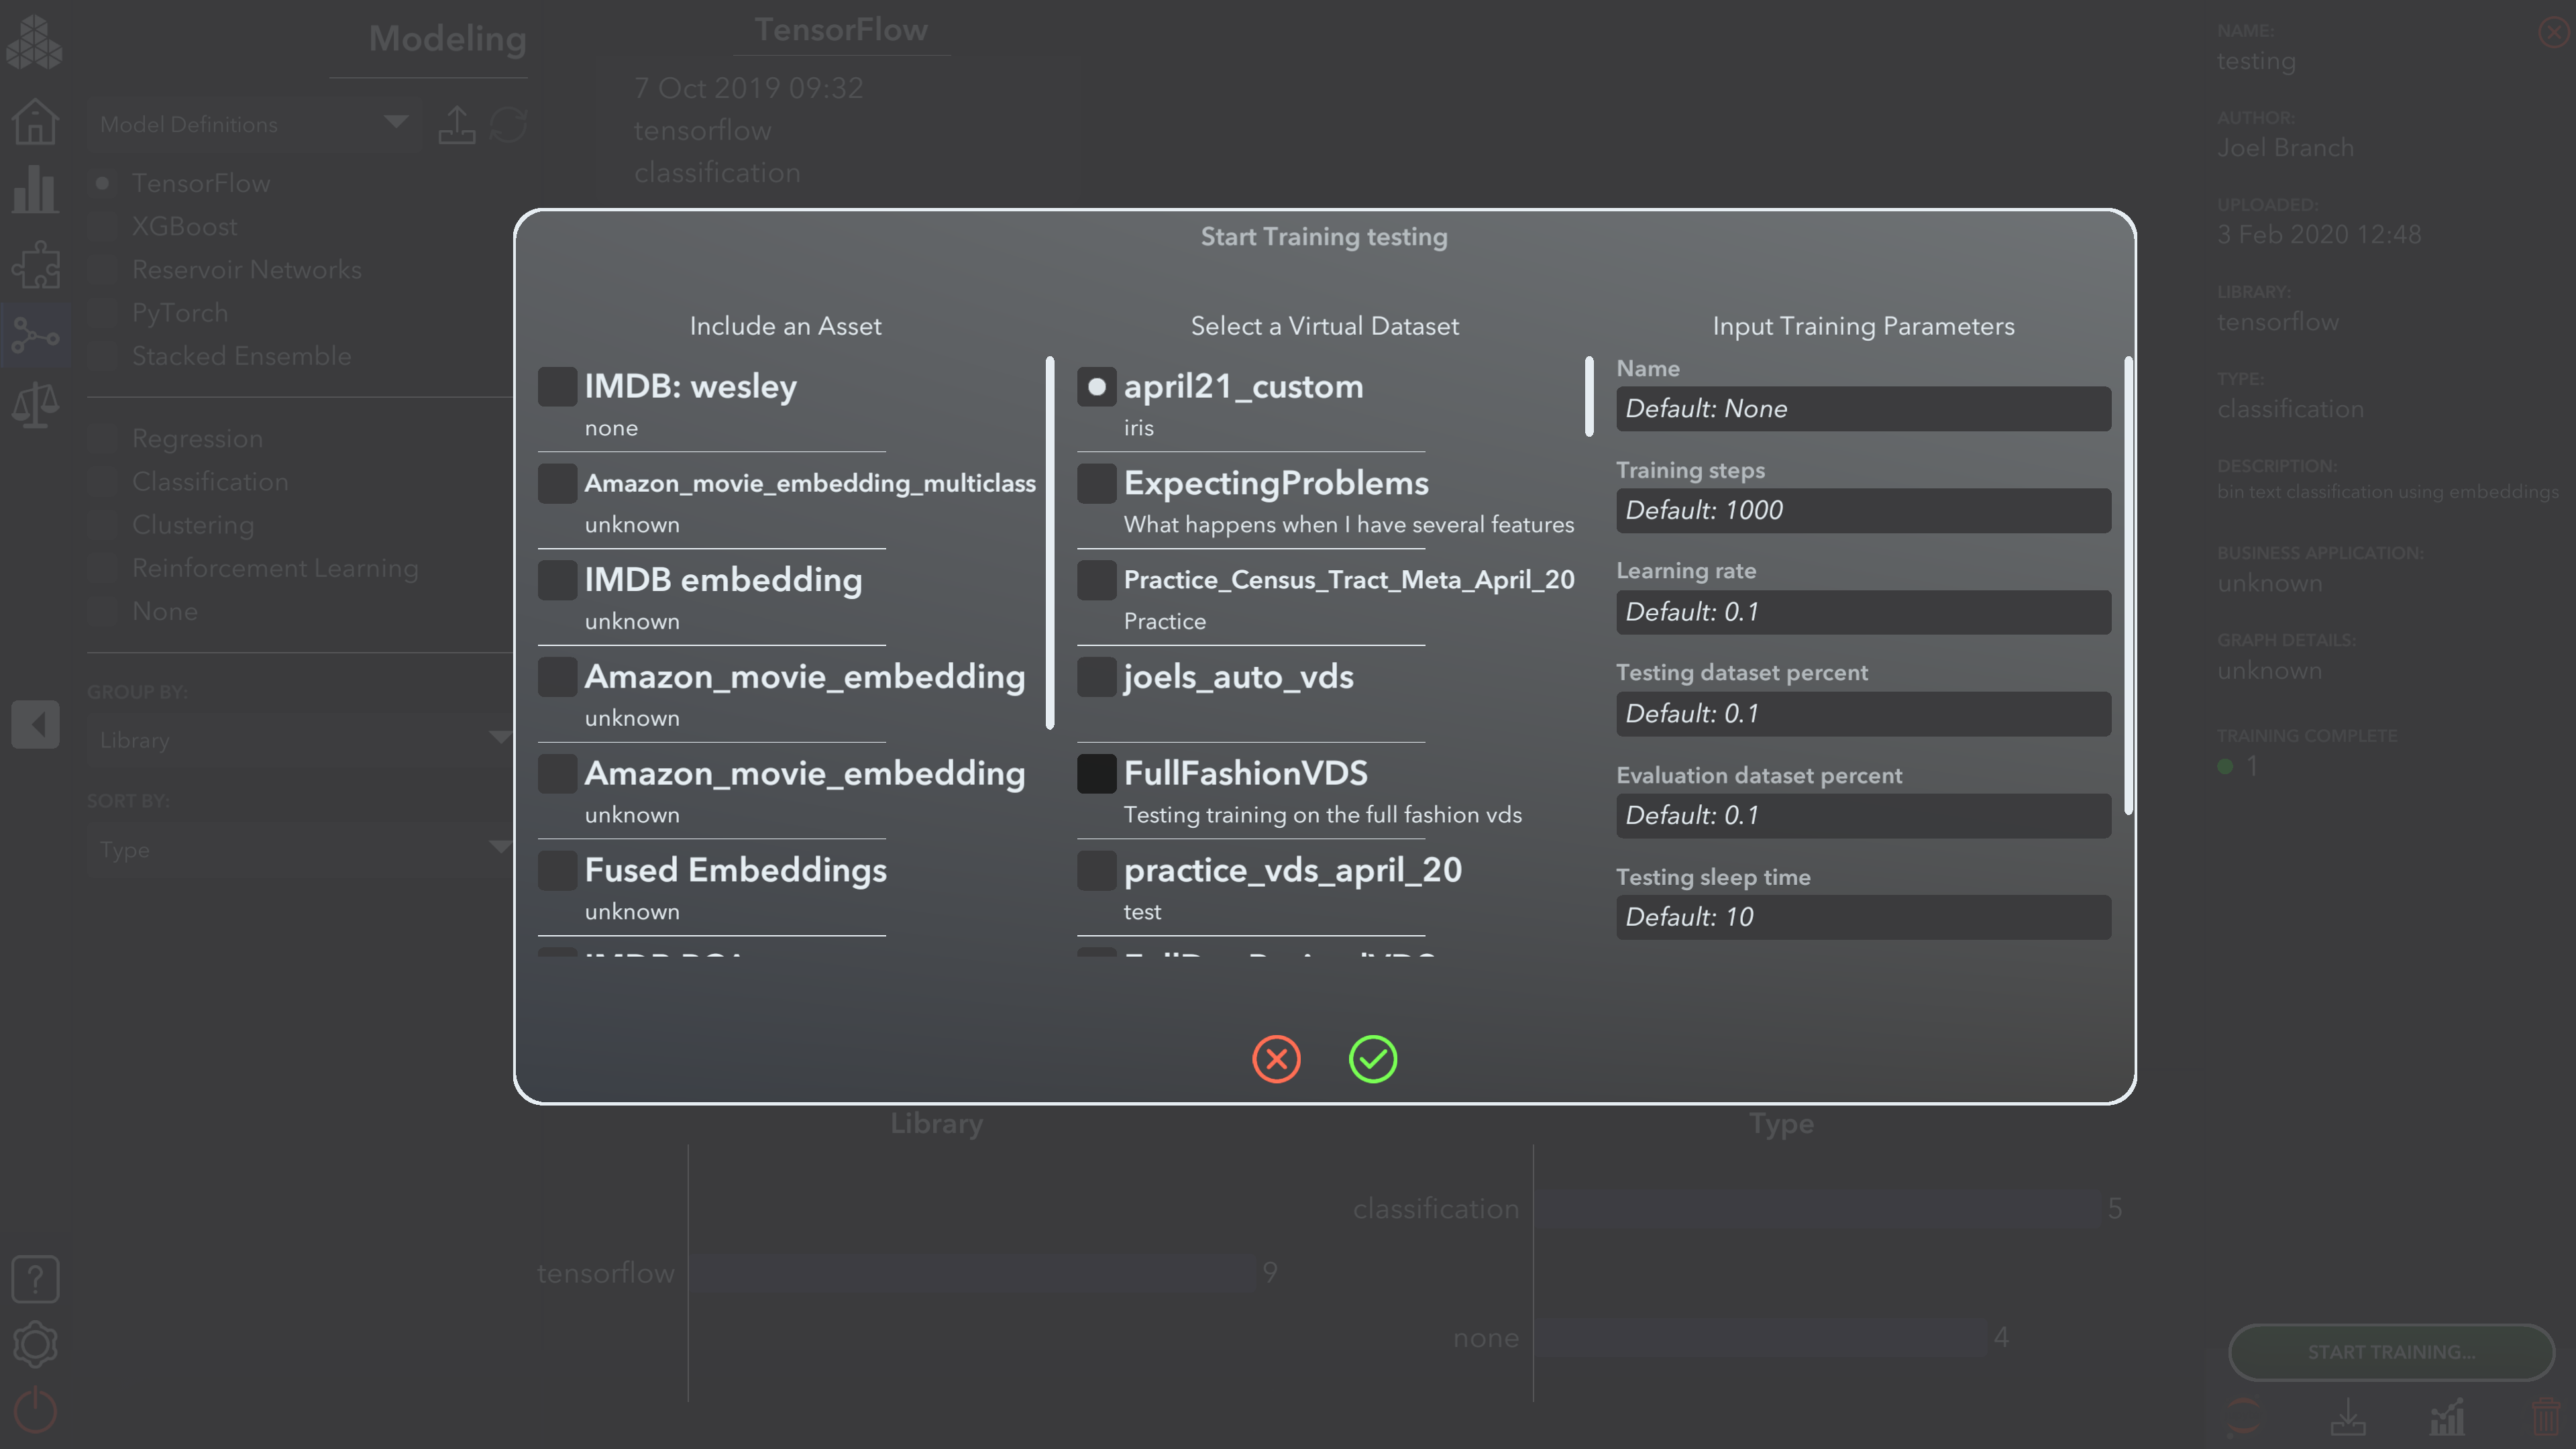 Modeling
Model Definitions
TensorFlow
XGBoost
Reservoir Networks
PyTorch
Stacked Ensemble
Regression
Classification
Clustering
Reinforcement Learning
None
GROUP BY:
Library
SORT BY:
Type
TensorFlow
7 Oct 2019 09:32
tensorflow
classification
Start Training testing
Include an Asset
IMDB: wesley
none
Amazon_movie_embedding_multiclass
unknown
IMDB embedding
unknown
Amazon_movie_embedding
unknown
Amazon_movie_embedding
unknown
Fused Embeddings
unknown
Select a Virtual Dataset
april21_custom
iris
ExpectingProblems
What happens when I have several features
Practice_Census_Tract_Meta_April_20
Practice
joels_auto_vds
FullFashionVDS
Testing training on the full fashion vds
practice_vds_april_20
test
Input Training Parameters
Name
Default: None
Training steps
Default: 1000
Learning rate
Default: 0.1
Testing dataset percent
Default: 0.1
Evaluation dataset percent
Default: 0.1
Testing sleep time
Default: 10
Library
tensorflow 9
Type
classification 5
none 4
NAME:
testing
AUTHOR:
Joel Branch
UPLOADED:
3 Feb 2020 12:48
LIBRARY:
tensorflow
TYPE:
classification
DESCRIPTION:
bin text classification using embeddings
BUSINESS APPLICATION:
unknown
GRAPH DETAILS:
unknown
TRAINING COMPLETE
1
START TRAINING...
?